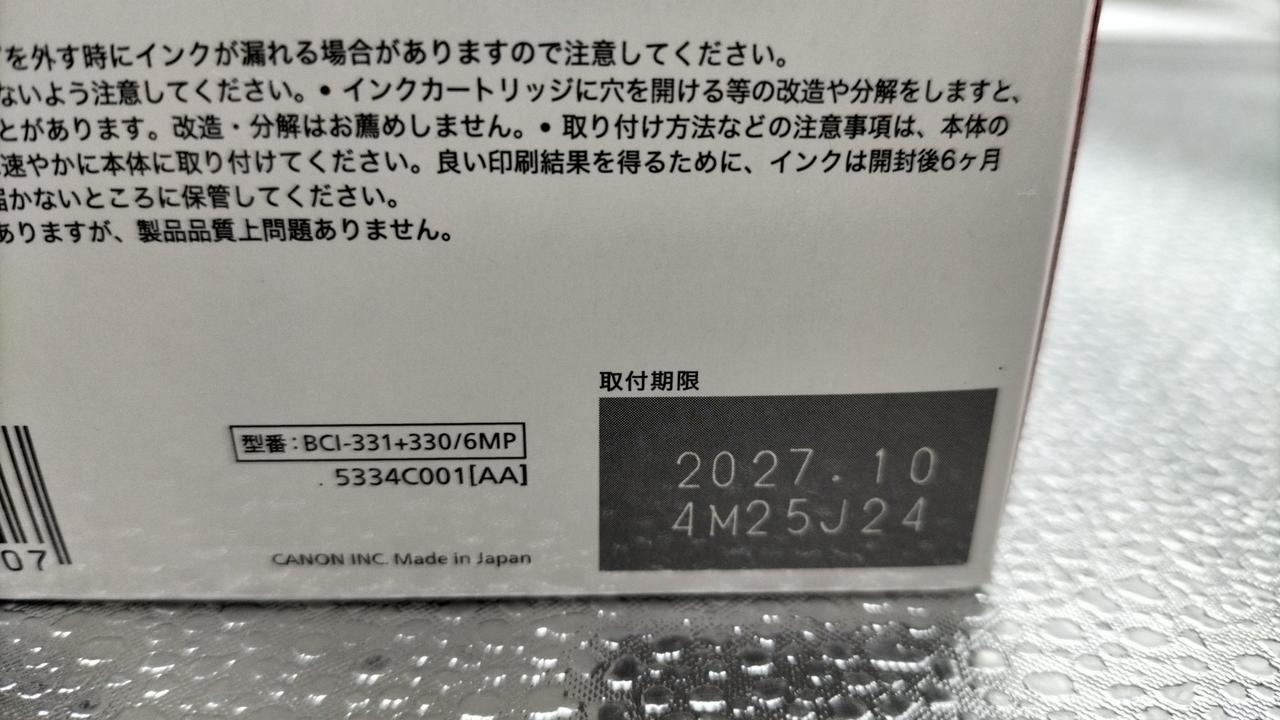 を外す時にインクが漏れる場合がありますので注意してください。
ないよう注意してください。• インクカートリッジに穴を開ける等の改造や分解をしますと、
とがあります。改造・分解はお薦めしません。• 取り付け方法などの注意事項は、本体の
速やかに本体に取り付けてください。良い印刷結果を得るために、インクは開封後6ヶ月
届かないところに保管してください。
ありますが、製品品質上問題ありません。
取付期限
2027.10
4M25J24
型番：BCI-331+330/6MP
5334C001[AA]
07
CANON INC. Made in Japan